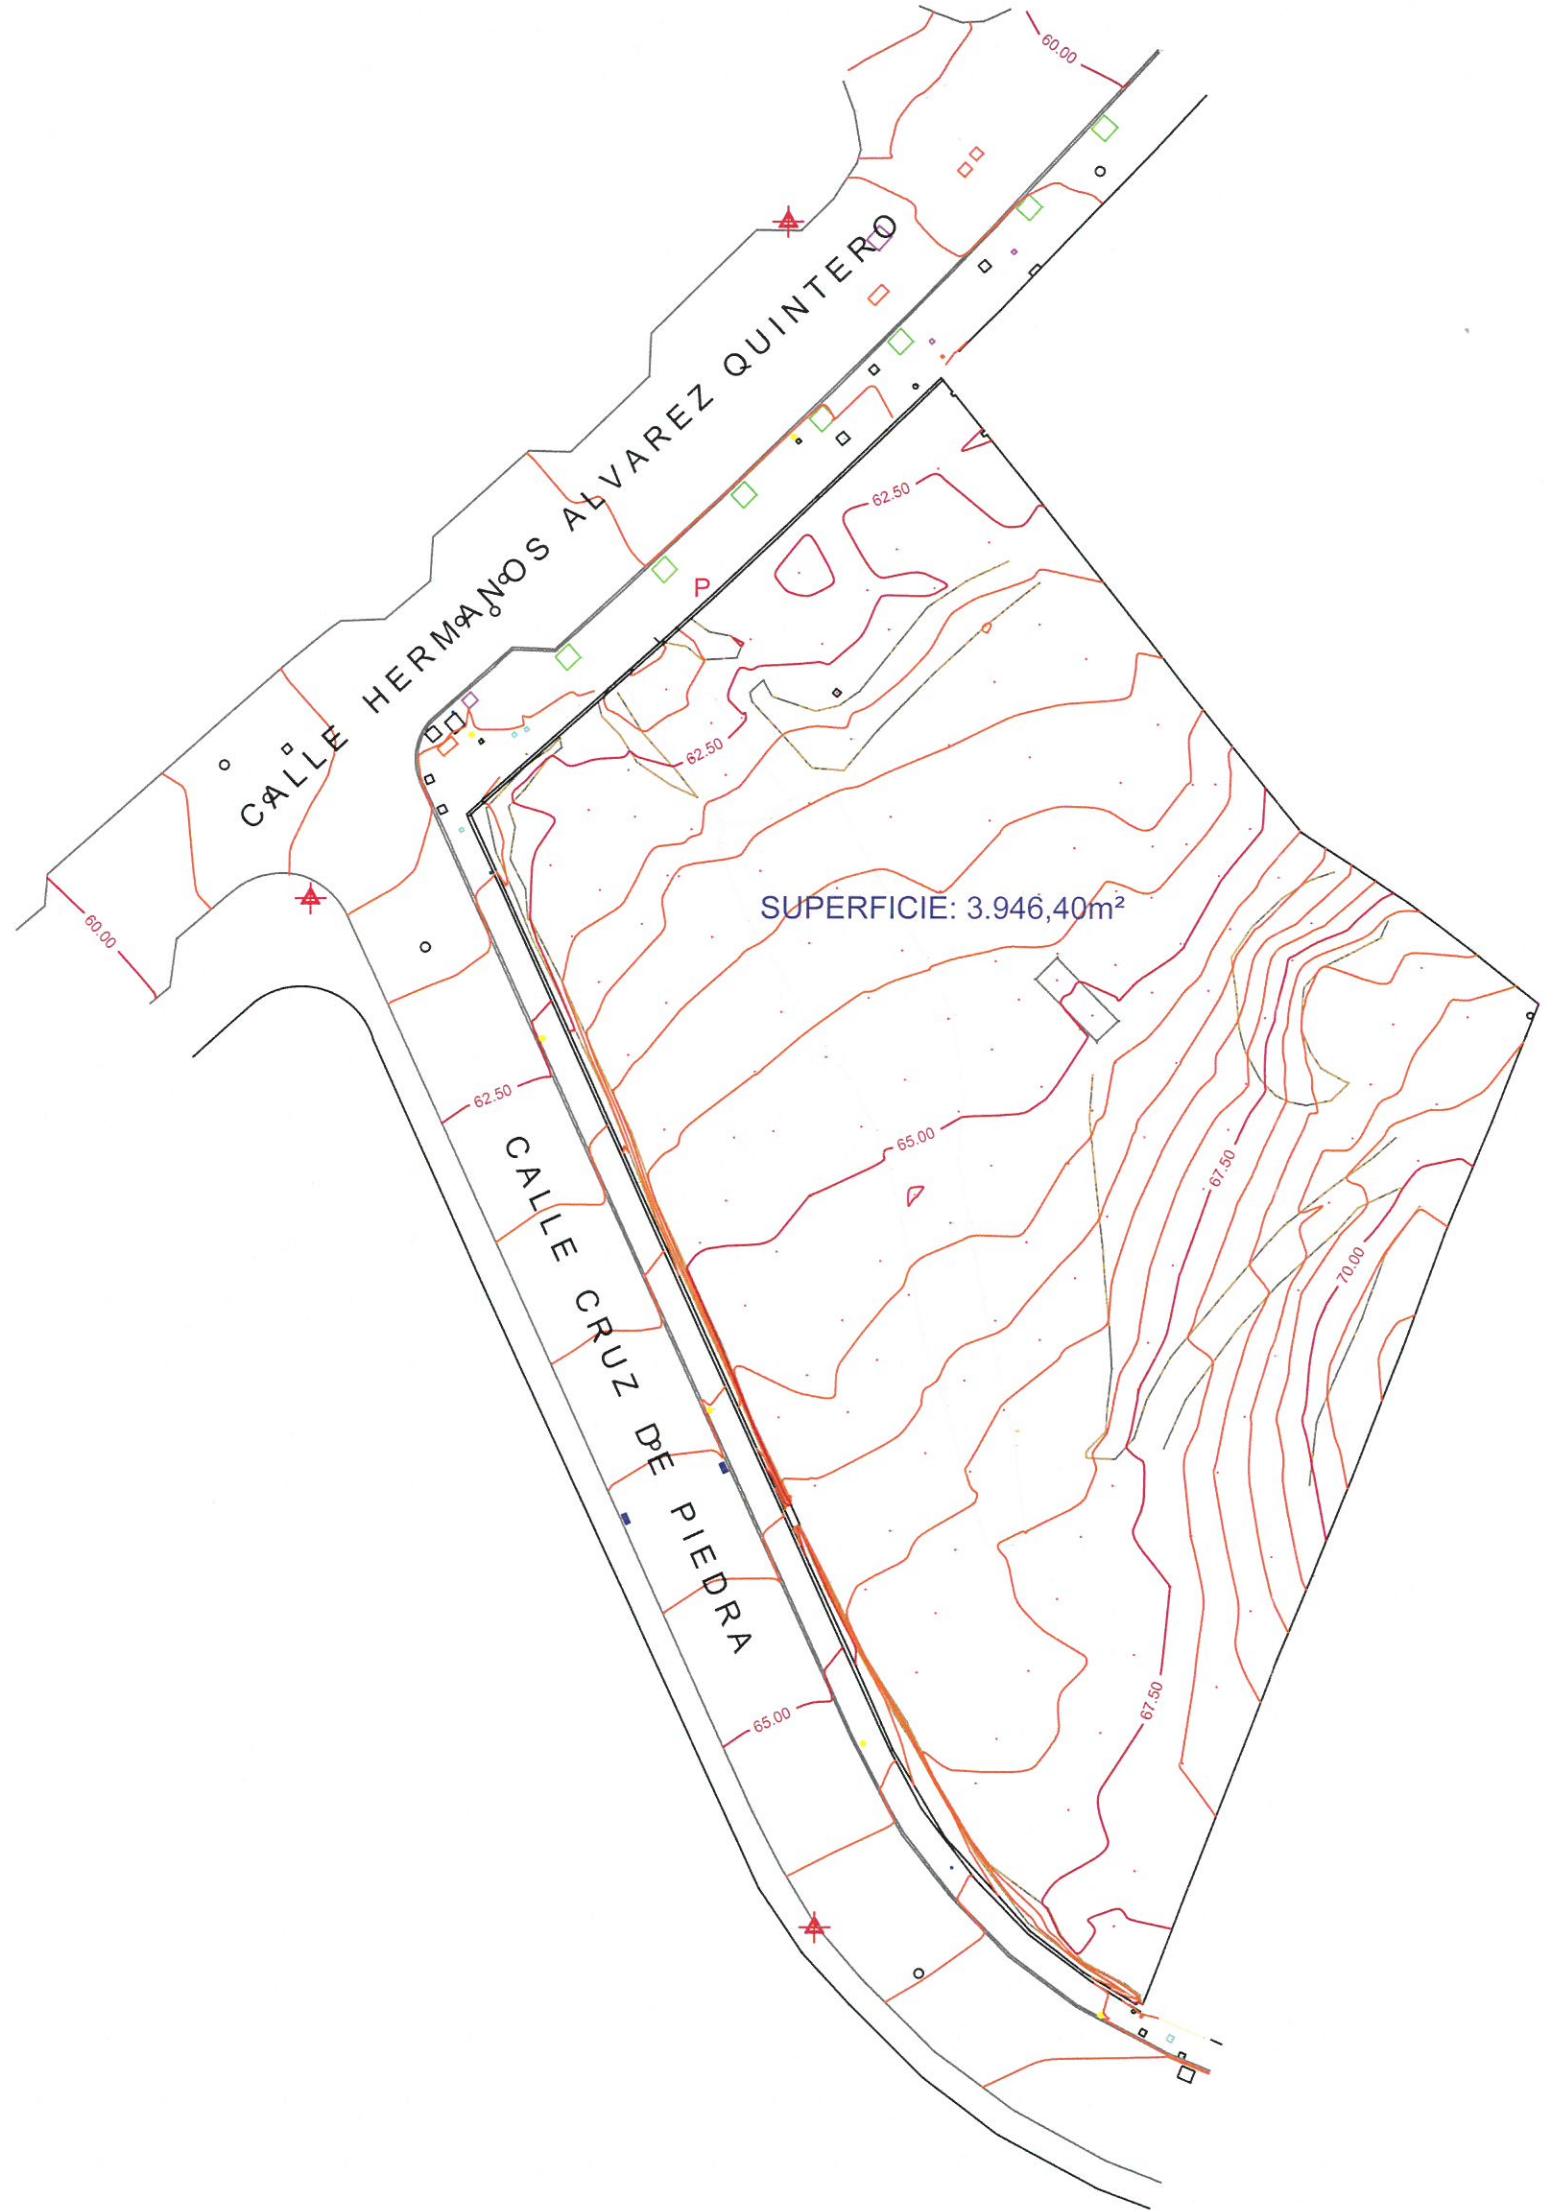 60.00
CALLE HERMANOS ALVAREZ QUINTERO
62.50
P
62.50
SUPERFICIE: 3.946,40m²
60.00
62.50
65.00
67.50
CALLE CRUZ DE PIEDRA
70.00
67.50
65.00